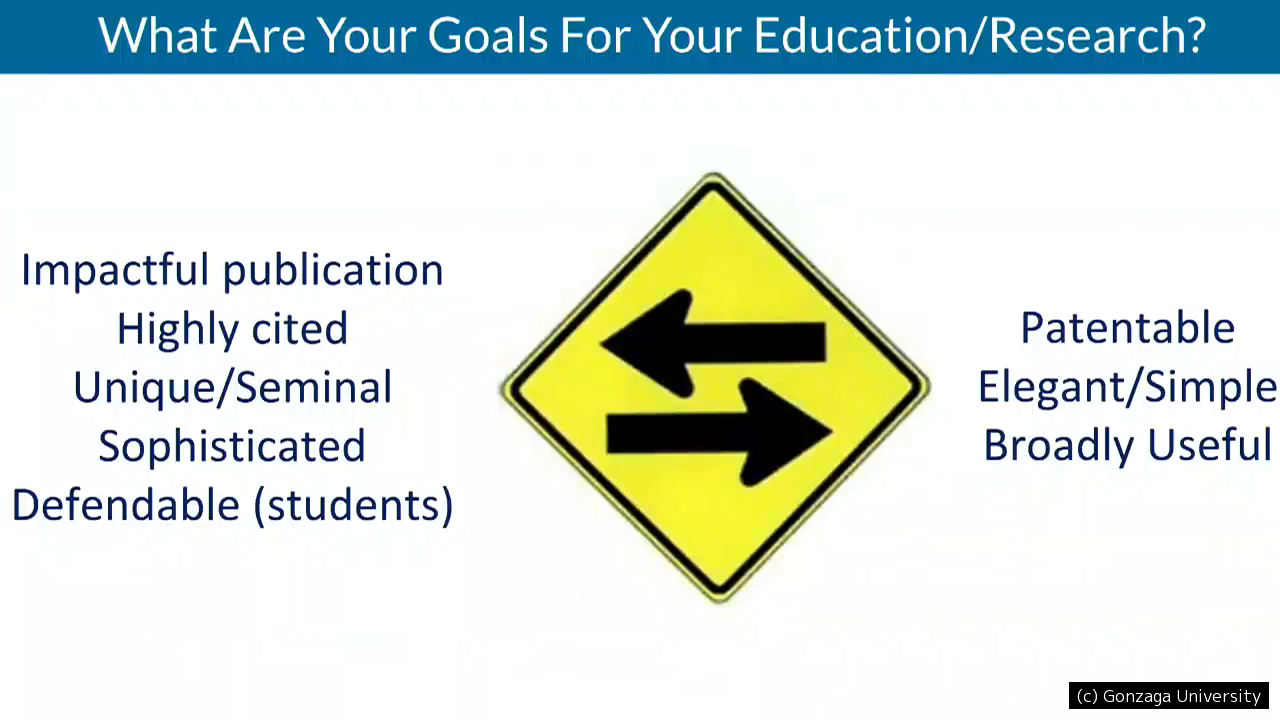 What Are Your Goals For Your Education/Research?
Impactful publication
Highly cited
Unique/Seminal
Sophisticated
Defendable (students)
Patentable
Elegant/Simple
Broadly Useful
(c) Gonzaga University